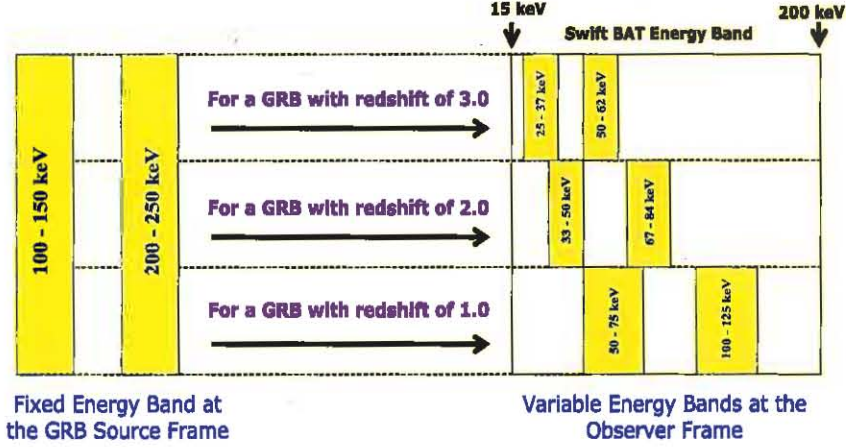 15 keV
200 keV
Swift BAT Energy Band
100 - 150 keV
200 - 250 keV
For a GRB with redshift of 3.0
25 - 37 keV
50 - 62 keV
For a GRB with redshift of 2.0
33 - 50 keV
67 - 84 keV
For a GRB with redshift of 1.0
50 - 75 keV
100 - 125 keV
Fixed Energy Band at
the GRB Source Frame
Variable Energy Bands at the
Observer Frame